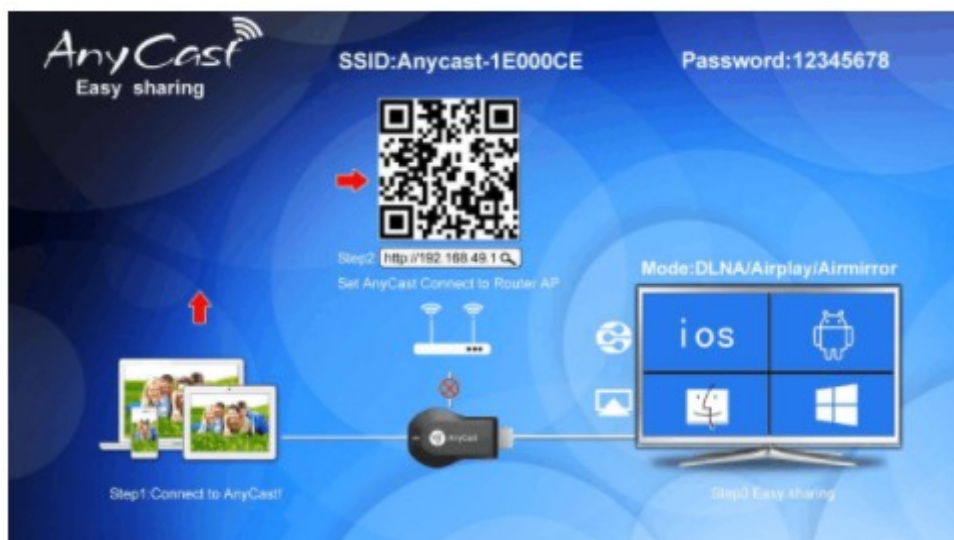 AnyCast
Easy sharing
SSID:Anycast-1E000CE
Password:12345678
Step2
http://192.168.49.1
Set AnyCast Connect to Router AP
Mode:DLNA/Airplay/Airmirror
ios
AnyCast
Step1:Connect to AnyCast!
Step3:Easy sharing